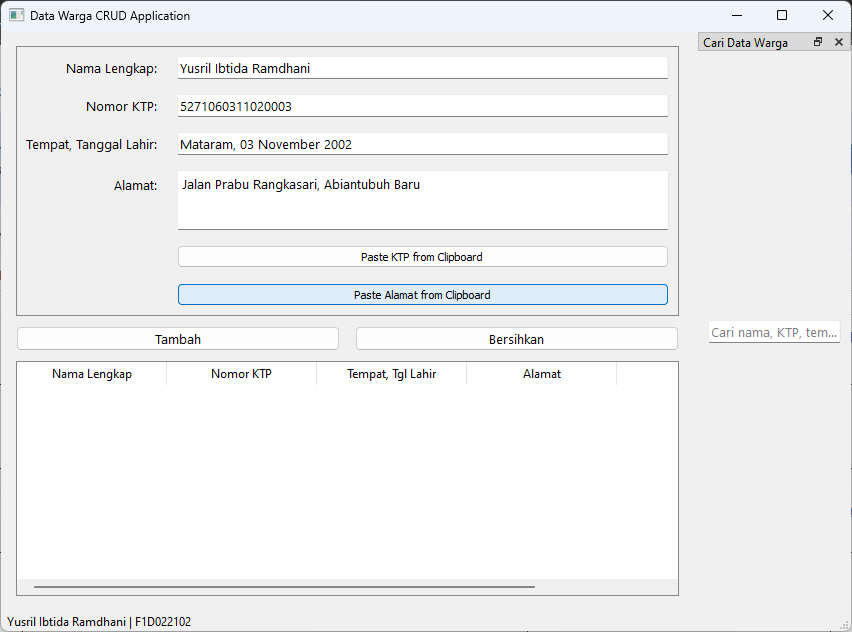 Data Warga CRUD Application
Cari Data Warga
Nama Lengkap: Yusril Ibtida Ramdhani
Nomor KTP: 5271060311020003
Tempat, Tanggal Lahir: Mataram, 03 November 2002
Alamat: Jalan Prabu Rangkasari, Abiantubuh Baru
Paste KTP from Clipboard
Paste Alamat from Clipboard
Cari nama, KTP, tem...
Tambah Bersihkan
Nama Lengkap Nomor KTP Tempat, Tgl Lahir Alamat
Yusril Ibtida Ramdhani | F1D022102